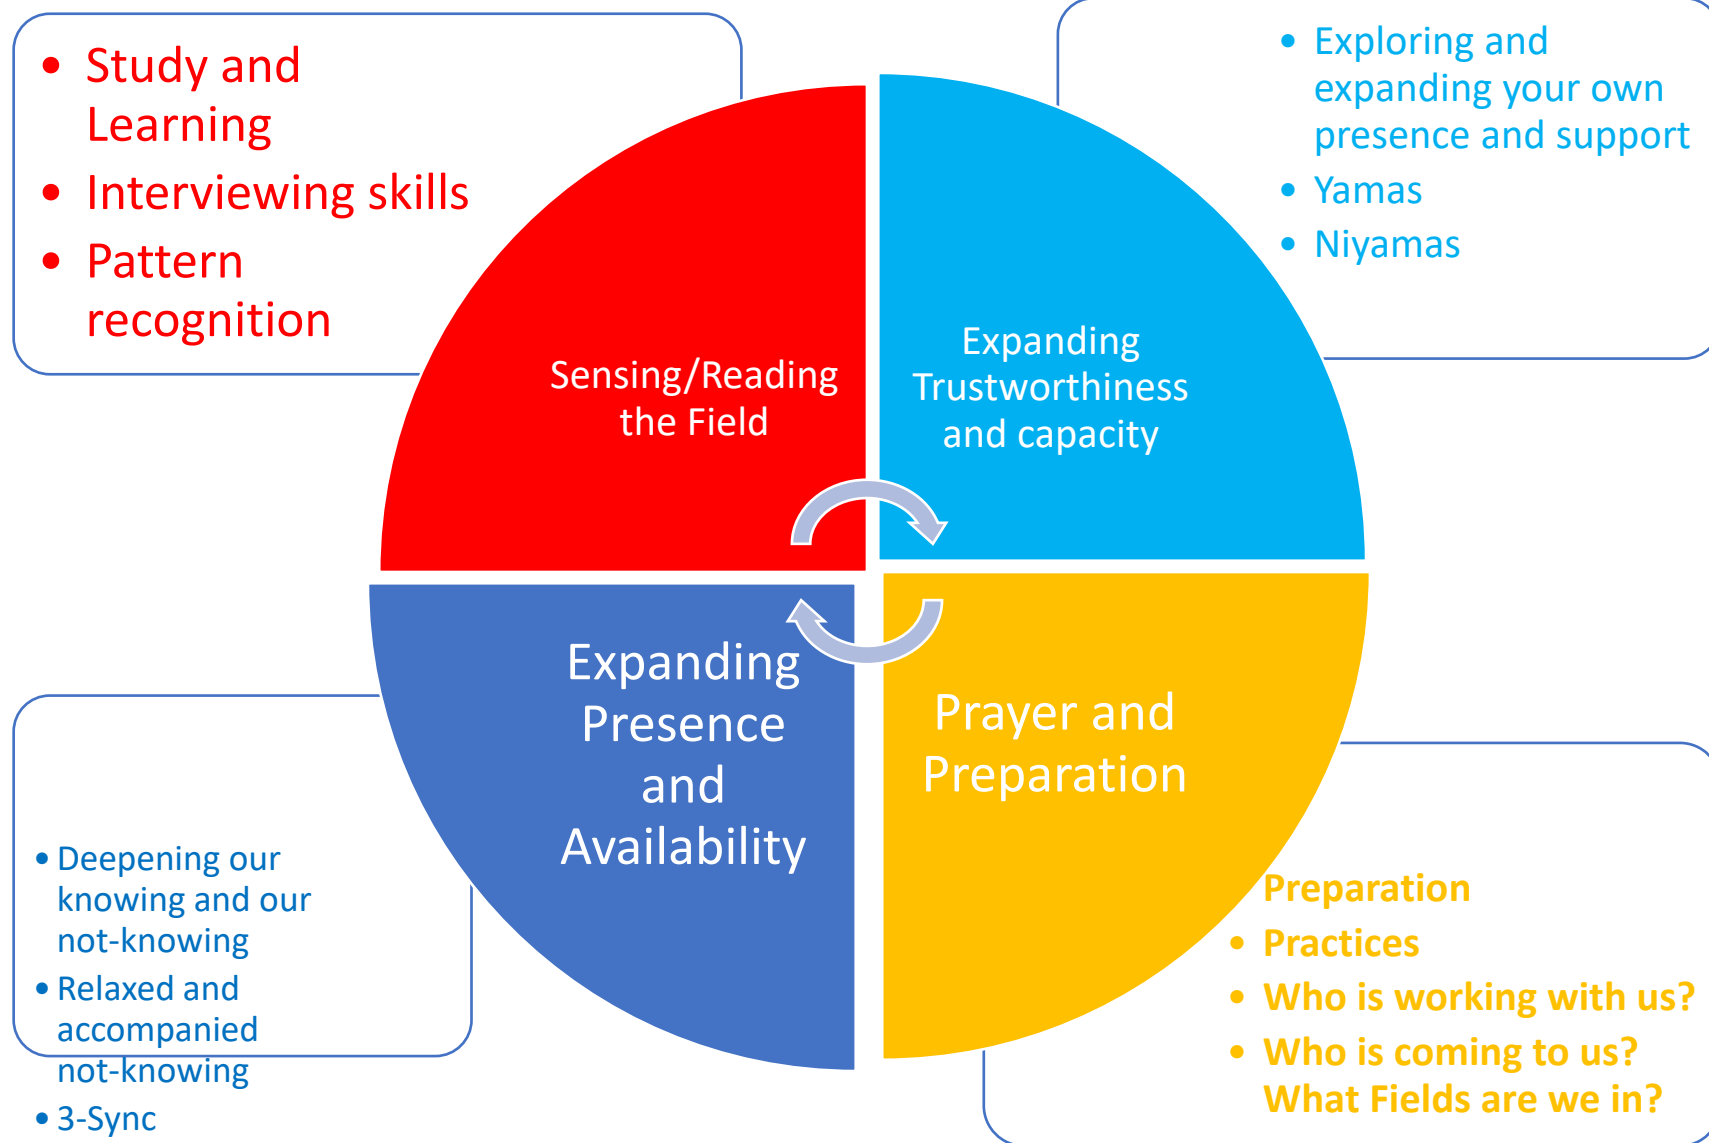 • Study and
Learning
• Interviewing skills
• Pattern
recognition
• Exploring and
expanding your own
presence and support
• Yamas
• Niyamas
Sensing/Reading
the Field
Expanding
Trustworthiness
and capacity
Expanding
Presence
and
Availability
Prayer and
Preparation
• Deepening our
knowing and our
not-knowing
• Relaxed and
accompanied
not-knowing
• 3-Sync
Preparation
• Practices
• Who is working with us?
• Who is coming to us?
What Fields are we in?